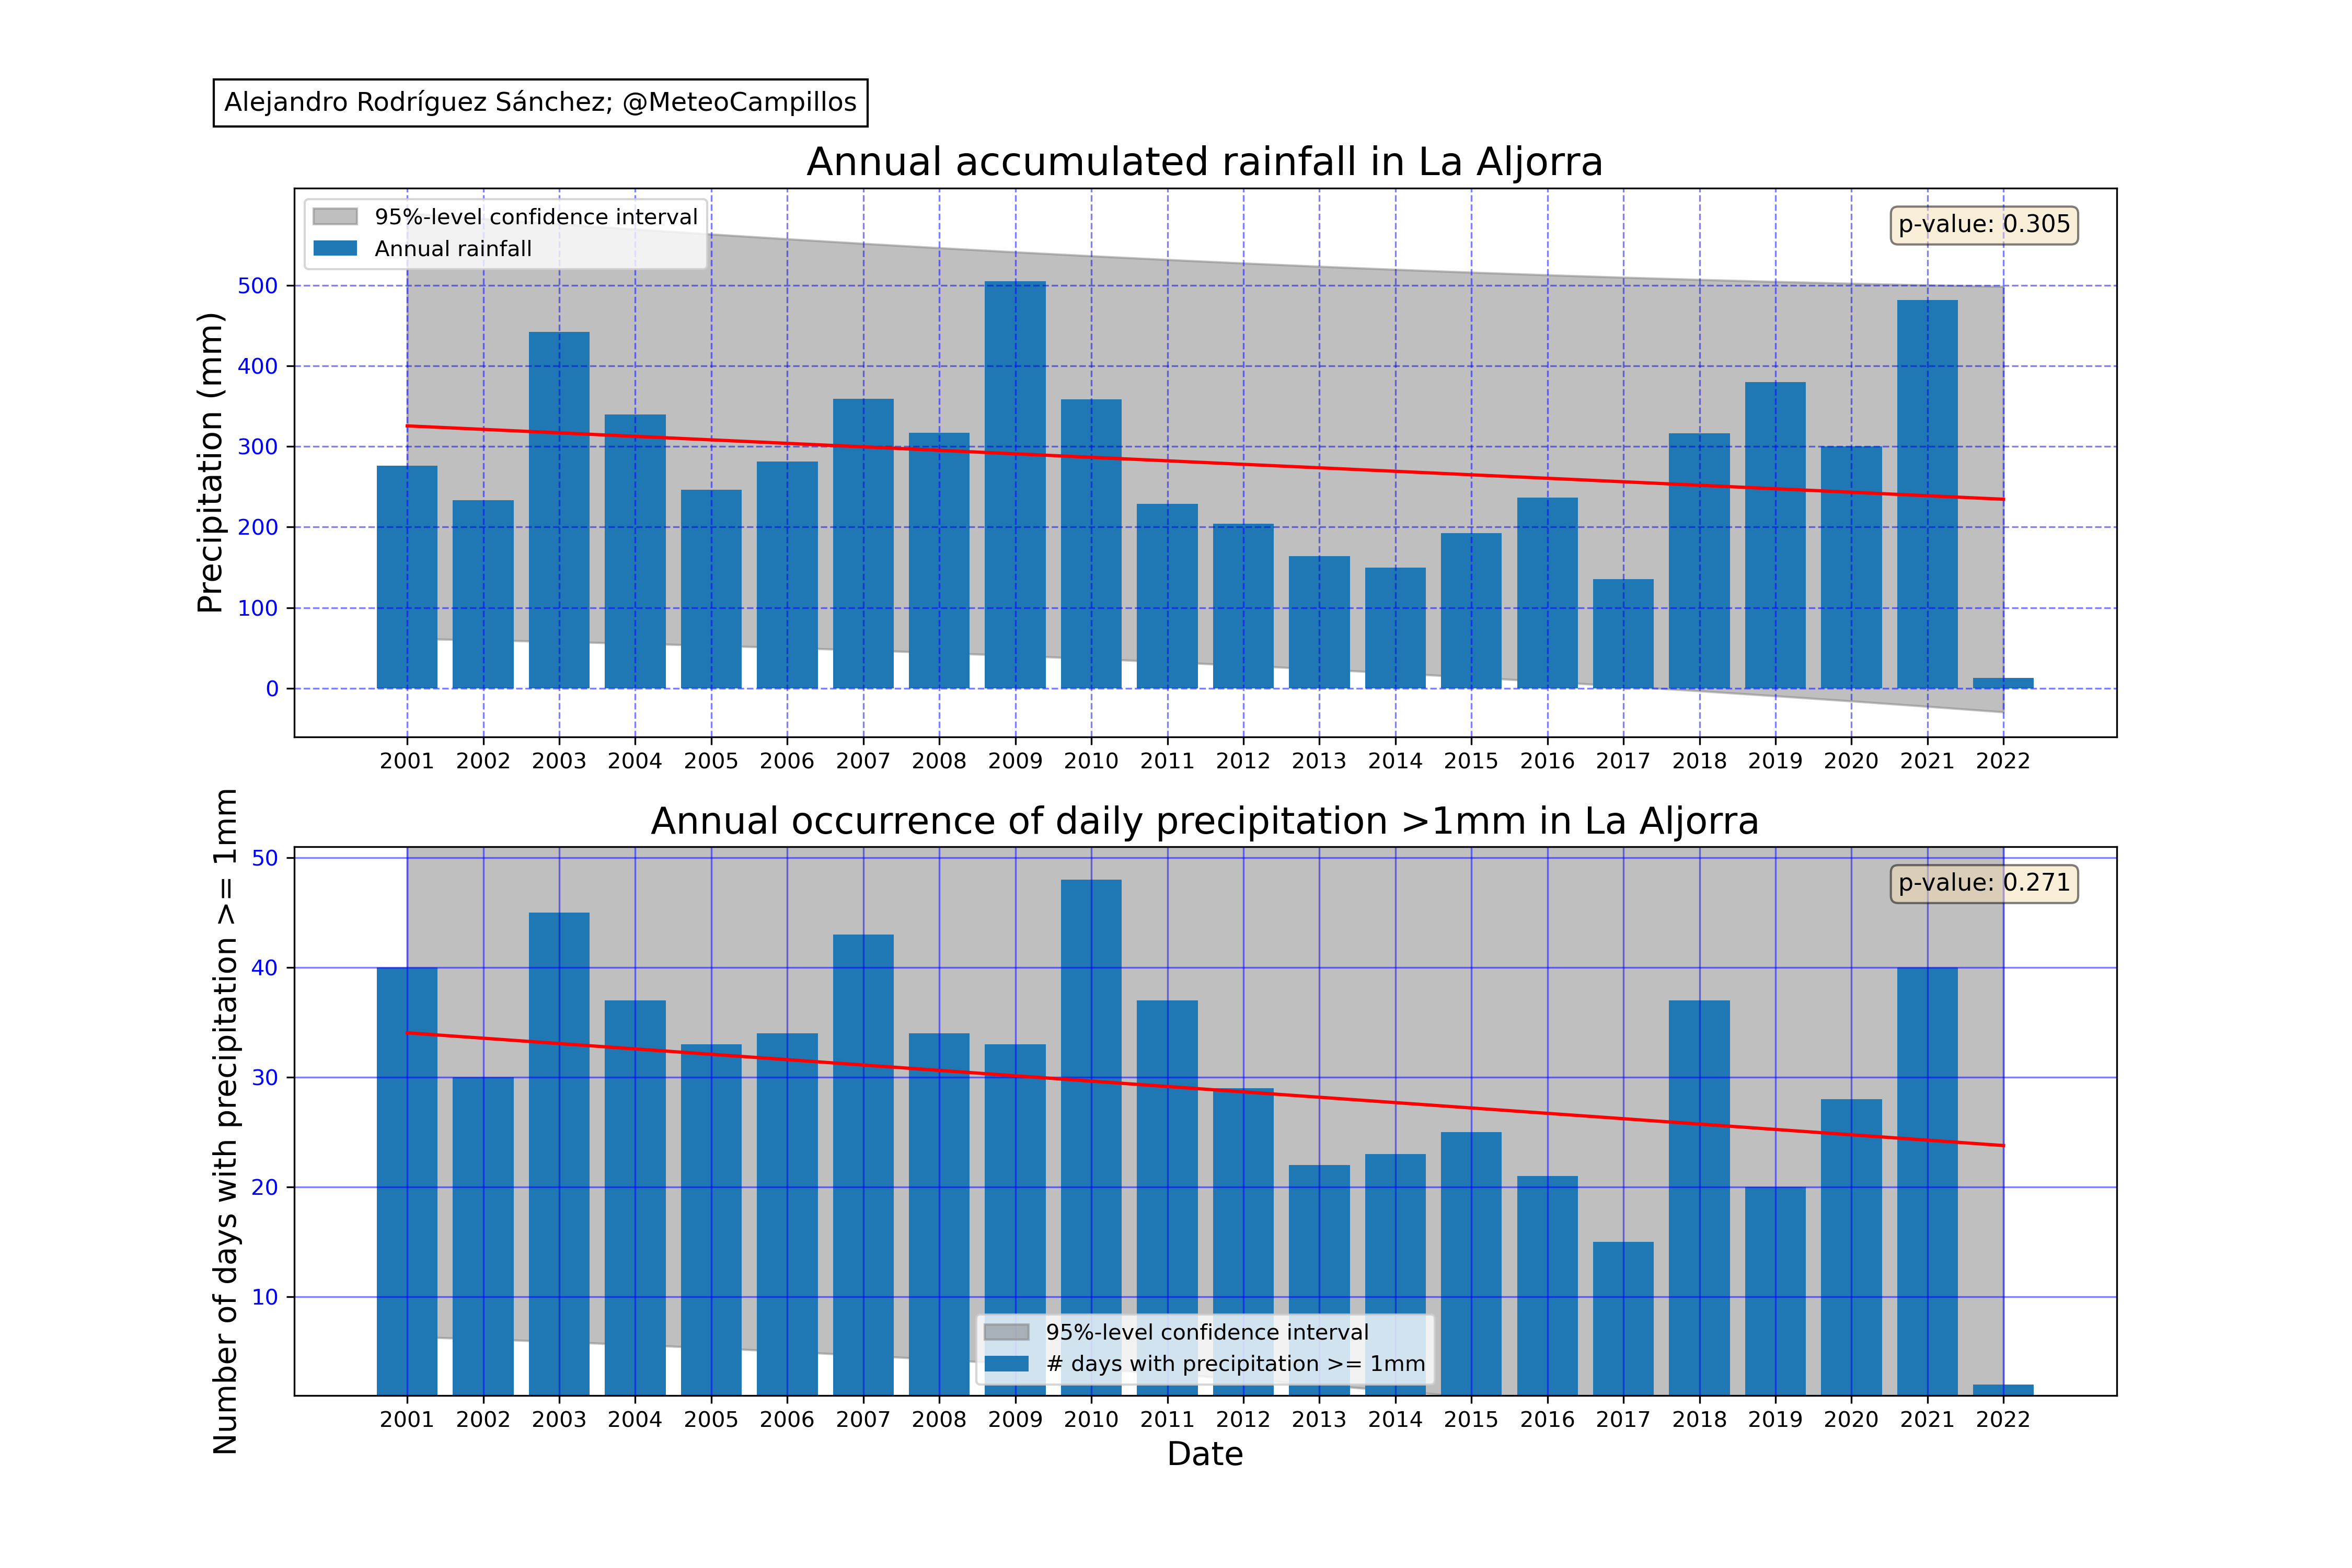 Alejandro Rodríguez Sánchez; @MeteoCampillos
Annual accumulated rainfall in La Aljorra
95%-level confidence interval
Annual rainfall
p-value: 0.305
Precipitation (mm)
500
400
300
200
100
0
2001 2002 2003 2004 2005 2006 2007 2008 2009 2010 2011 2012 2013 2014 2015 2016 2017 2018 2019 2020 2021 2022
Annual occurrence of daily precipitation >1mm in La Aljorra
p-value: 0.271
Number of days with precipitation >= 1mm
50
40
30
20
10
95%-level confidence interval
# days with precipitation >= 1mm
2001 2002 2003 2004 2005 2006 2007 2008 2009 2010 2011 2012 2013 2014 2015 2016 2017 2018 2019 2020 2021 2022
Date